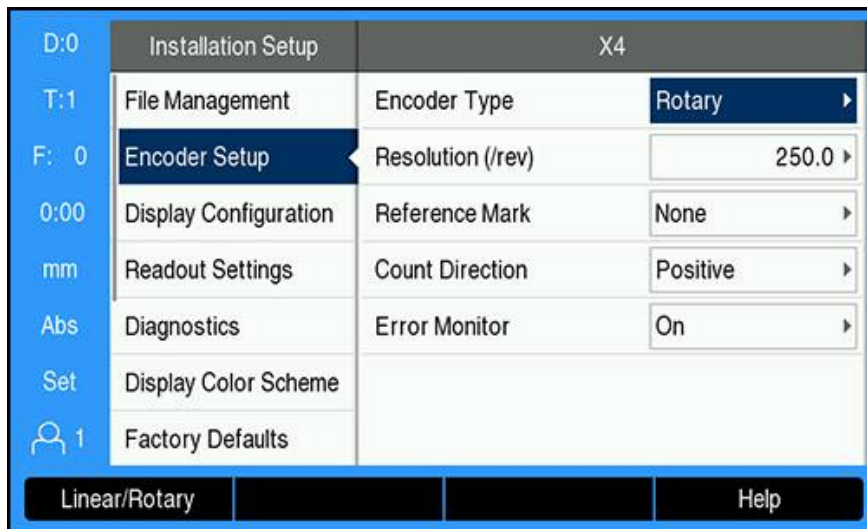 D:0
T:1
F: 0
0:00
mm
Abs
Set
1
Installation Setup
File Management
Encoder Setup
Display Configuration
Readout Settings
Diagnostics
Display Color Scheme
Factory Defaults
X4
Encoder Type Rotary
Resolution (/rev) 250.0
Reference Mark None
Count Direction Positive
Error Monitor On
Linear/Rotary Help